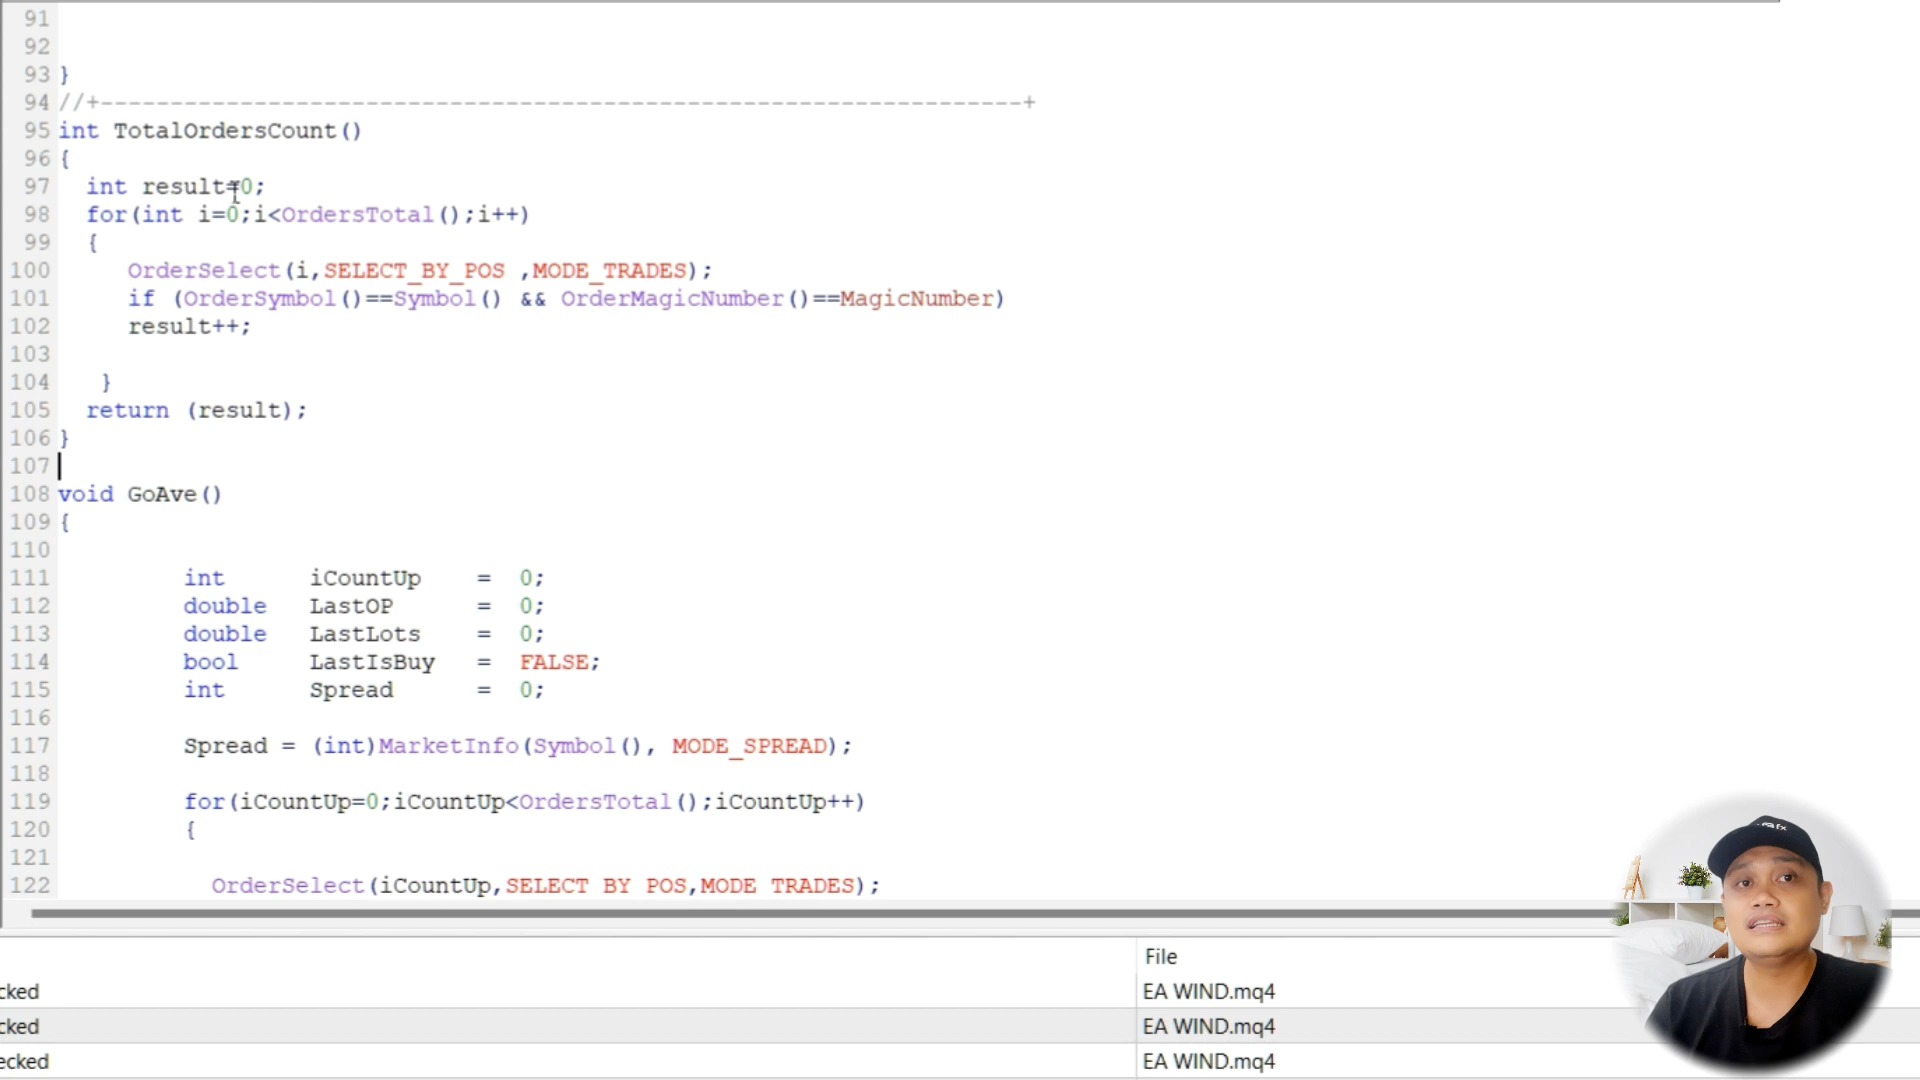 91
92
93 }
94 //+------------------------------------------------------------------+
95 int TotalOrdersCount()
96 {
97 int result=0;
98 for(int i=0;i<OrdersTotal();i++)
99 {
100 OrderSelect(i,SELECT_BY_POS ,MODE_TRADES);
101 if (OrderSymbol()==Symbol() && OrderMagicNumber()==MagicNumber)
102 result++;
103
104 }
105 return (result);
106 }
107
108 void GoAve()
109 {
110
111 int iCountUp = 0;
112 double LastOP = 0;
113 double LastLots = 0;
114 bool LastIsBuy = FALSE;
115 int Spread = 0;
116
117 Spread = (int)MarketInfo(Symbol(), MODE_SPREAD);
118
119 for(iCountUp=0;iCountUp<OrdersTotal();iCountUp++)
120 {
121
122 OrderSelect(iCountUp,SELECT_BY_POS,MODE_TRADES);
File
cked EA WIND.mq4
cked EA WIND.mq4
ecked EA WIND.mq4